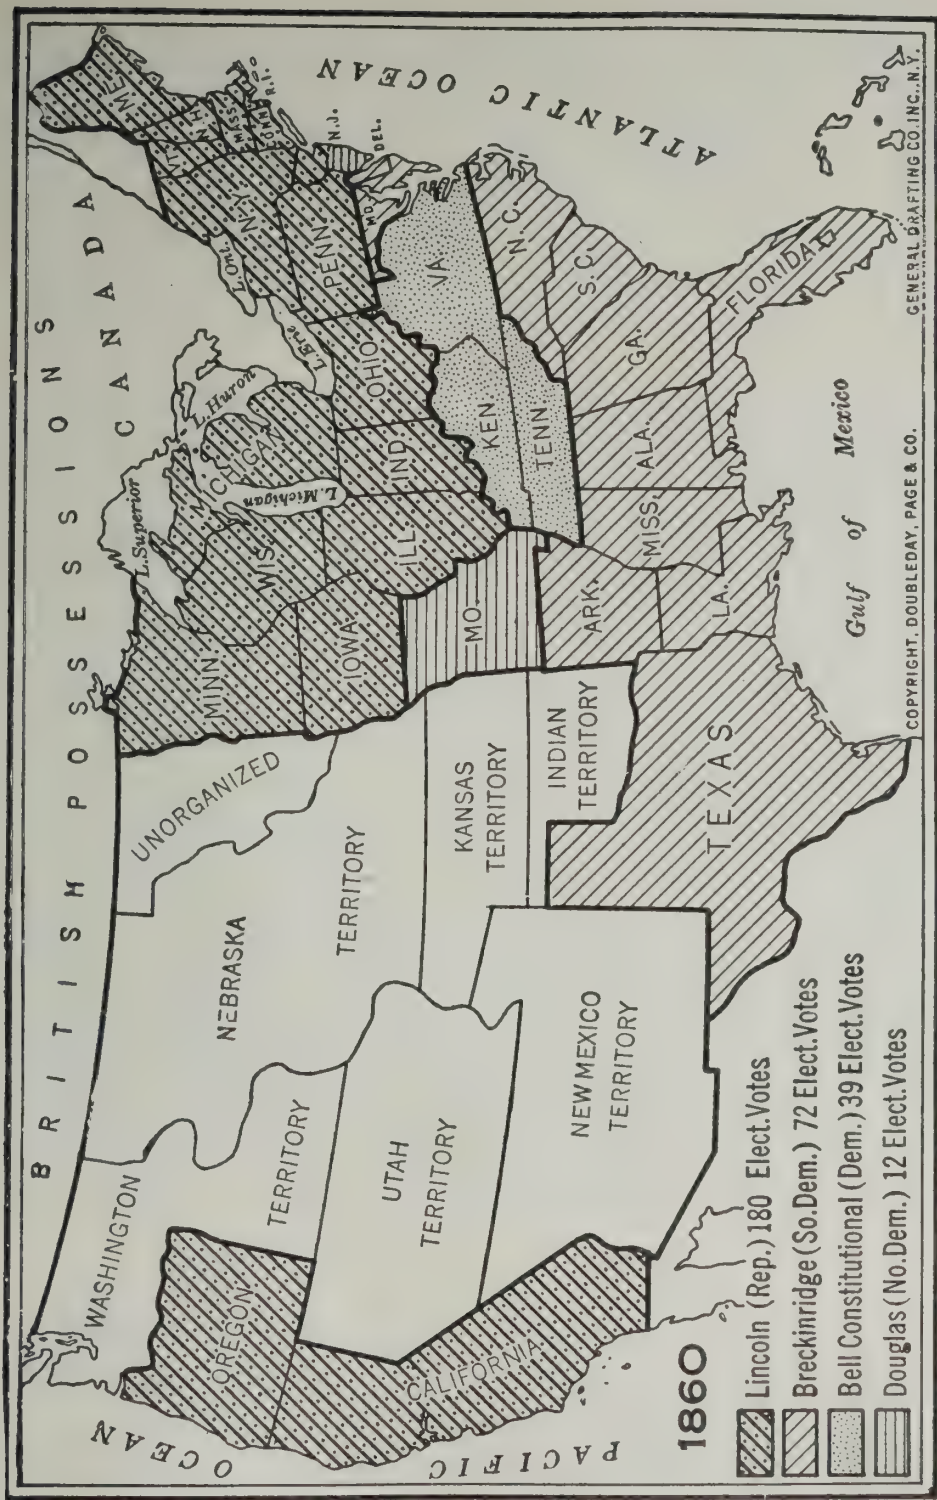 BRITISH POSSESSIONS
CANADA
PACIFIC OCEAN
ATLANTIC OCEAN
Gulf of Mexico
L. Superior
L. Michigan
L. Huron
L. Erie
L. Ont.
WASHINGTON
TERRITORY
OREGON
CALIFORNIA
NEBRASKA
TERRITORY
UNORGANIZED
UTAH
TERRITORY
NEW MEXICO
TERRITORY
KANSAS
TERRITORY
INDIAN
TERRITORY
TEXAS
MINN
IOWA
WIS.
MICHIGAN
ILL.
IND
OHIO
MO.
ARK.
LA.
MISS.
ALA.
GA.
FLORIDA
S.C.
N.C.
TENN
KEN
VA
MD.
DEL.
N.J.
PENN
N.Y.
VT.
N.H.
ME.
MASS.
CONN
R.I.
1860
Lincoln (Rep.) 180 Elect.Votes
Breckinridge (So.Dem.) 72 Elect.Votes
Bell Constitutional (Dem.) 39 Elect.Votes
Douglas (No.Dem.) 12 Elect.Votes
COPYRIGHT, DOUBLEDAY, PAGE & CO.
GENERAL DRAFTING CO.INC.,N.Y.